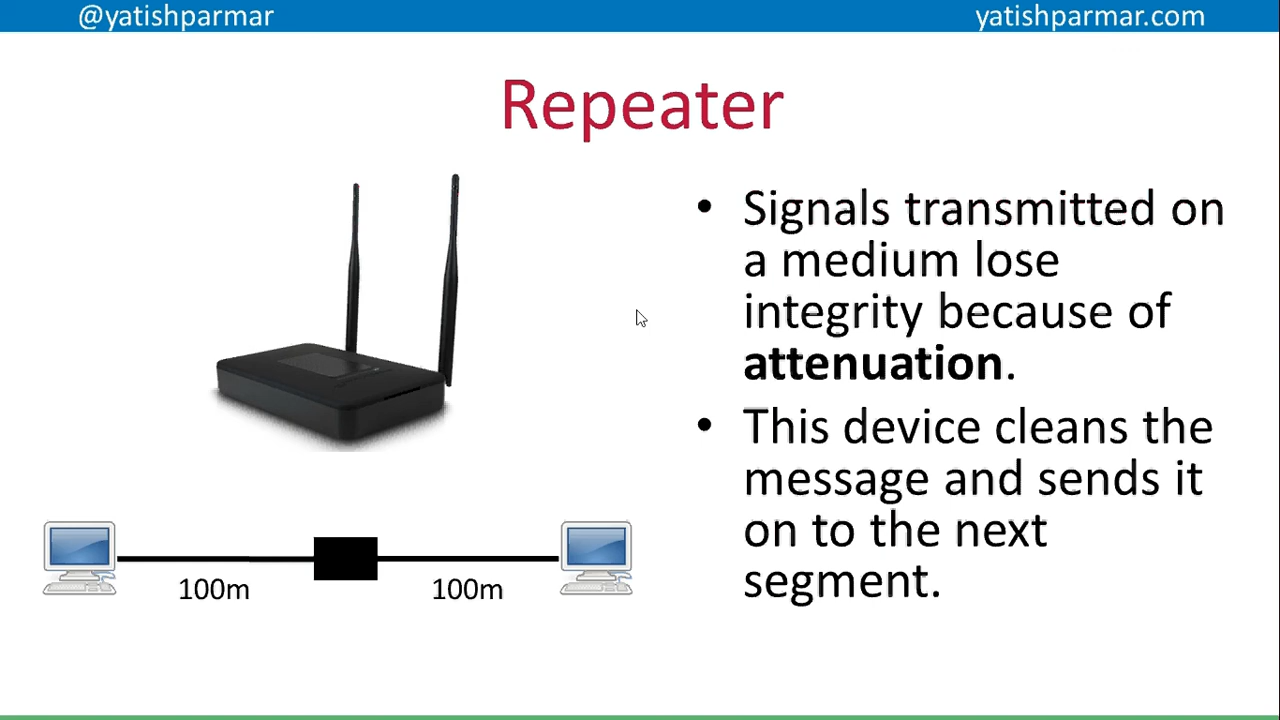 @yatishparmar
yatishparmar.com
Repeater
• Signals transmitted on
a medium lose
integrity because of
attenuation.
• This device cleans the
message and sends it
on to the next
segment.
100m
100m